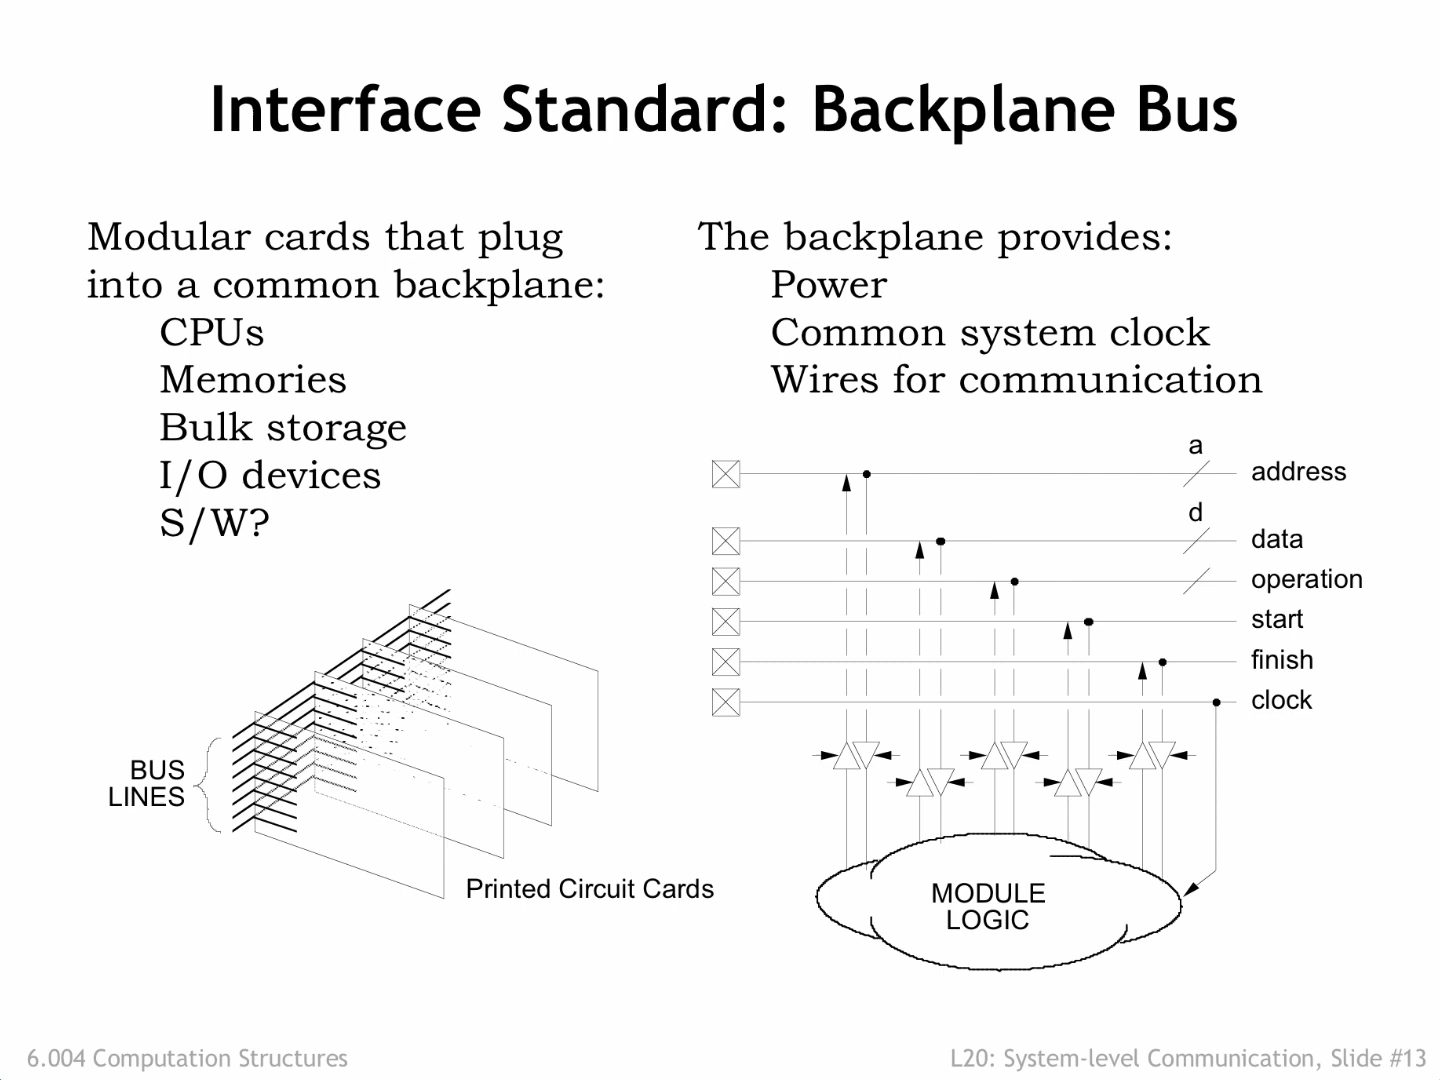 Interface Standard: Backplane Bus
Modular cards that plug
into a common backplane:
CPUs
Memories
Bulk storage
I/O devices
S/W?
The backplane provides:
Power
Common system clock
Wires for communication
a
address
d
data
operation
start
finish
clock
BUS
LINES
Printed Circuit Cards
MODULE
LOGIC
6.004 Computation Structures
L20: System-level Communication, Slide #13